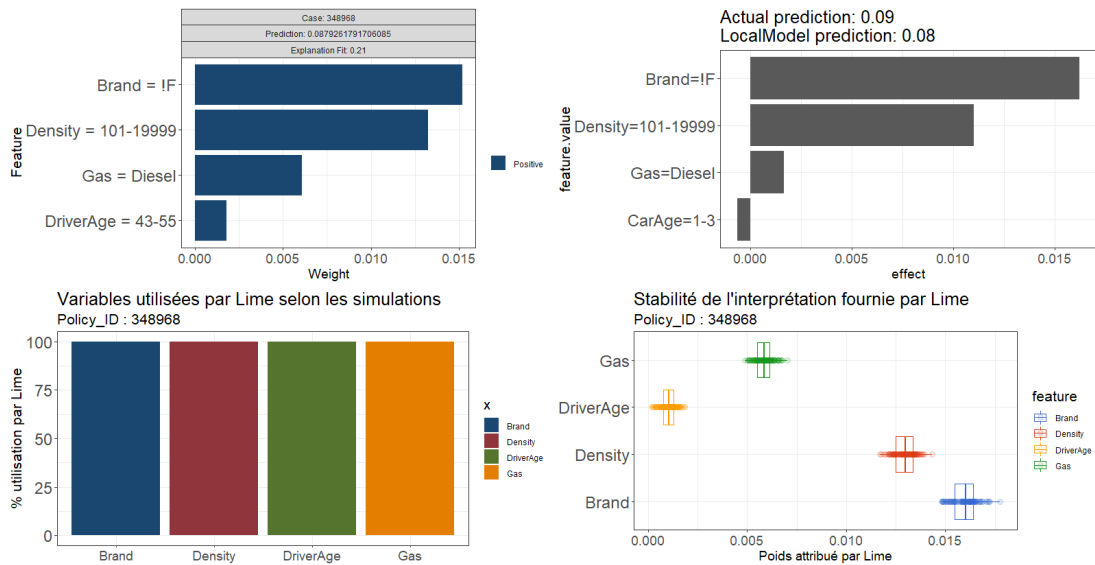 Case: 348968
Prediction: 0.0879261791706085
Explanation Fit: 0.21
Feature
Brand = !F
Density = 101-19999
Gas = Diesel
DriverAge = 43-55
0.000 0.005 0.010 0.015
Weight
Positive
Actual prediction: 0.09
LocalModel prediction: 0.08
feature.value
Brand=!F
Density=101-19999
Gas=Diesel
CarAge=1-3
0.000 0.005 0.010 0.015
effect
Variables utilisées par Lime selon les simulations
Policy_ID : 348968
% utilisation par Lime
100
75
50
25
0
Brand Density DriverAge Gas
x
Brand
Density
DriverAge
Gas
Stabilité de l'interprétation fournie par Lime
Policy_ID : 348968
Gas
DriverAge
Density
Brand
0.000 0.005 0.010 0.015
Poids attribué par Lime
feature
Brand
Density
DriverAge
Gas